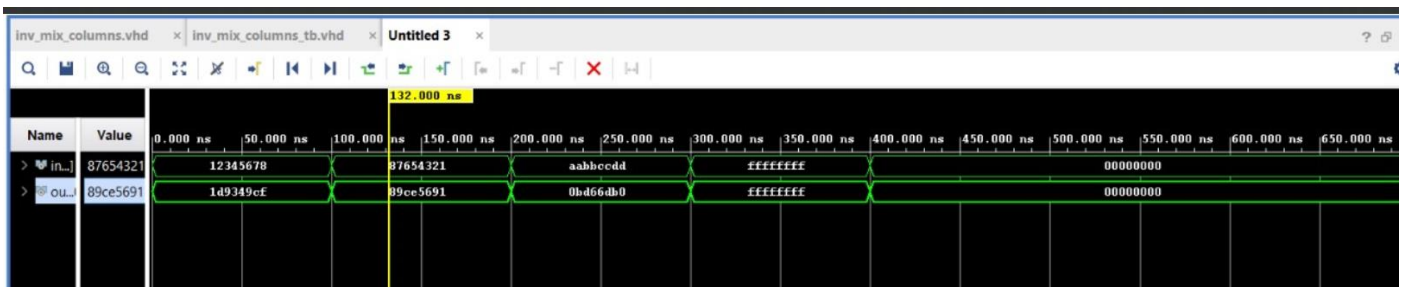 inv_mix_columns.vhd × inv_mix_columns_tb.vhd × Untitled 3 × ?
132.000 ns
Name Value 0.000 ns 50.000 ns 100.000 ns 150.000 ns 200.000 ns 250.000 ns 300.000 ns 350.000 ns 400.000 ns 450.000 ns 500.000 ns 550.000 ns 600.000 ns 650.000 ns
> in...] 87654321 12345678 87654321 aabbccdd ffffffff 00000000
> ou... 89ce5691 1d9349cf 89ce5691 0bd66db0 ffffffff 00000000